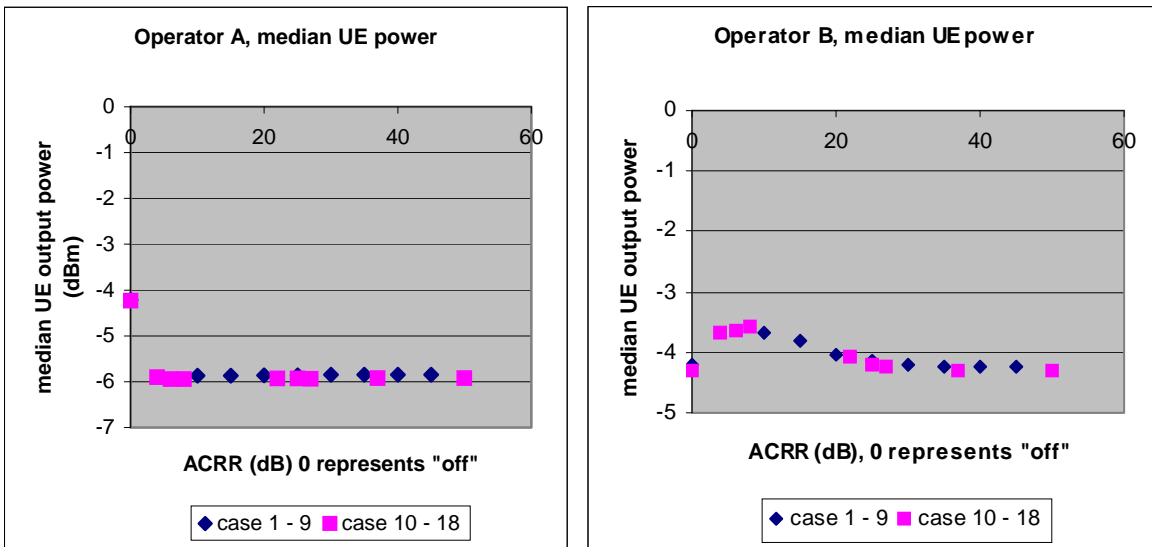 Operator A, median UE power
0
-1
-2
-3
-4
-5
-6
-7
0 20 40 60
median UE output power
(dBm)
ACRR (dB) 0 represents "off"
case 1 - 9 case 10 - 18
Operator B, median UE power
0
-1
-2
-3
-4
-5
0 20 40 60
median UE output power
ACRR (dB), 0 represents "off"
case 1 - 9 case 10 - 18